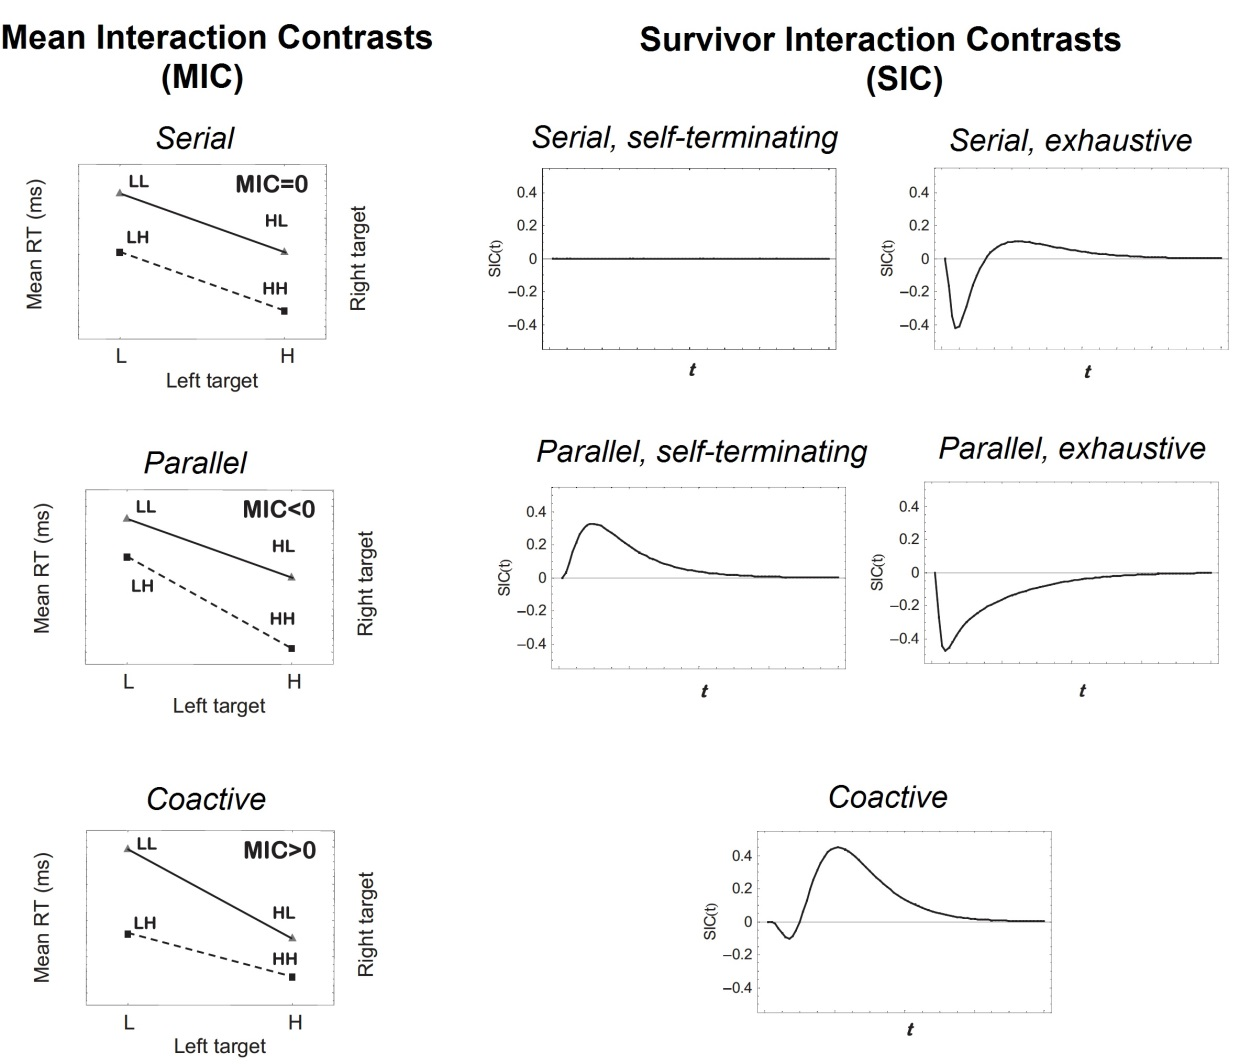 Mean Interaction Contrasts
(MIC)
Survivor Interaction Contrasts
(SIC)
Serial
MIC=0
LL
HL
LH
HH
Mean RT (ms)
Right target
L
H
Left target
Serial, self-terminating
0.4
0.2
0
−0.2
−0.4
SIC(t)
t
Serial, exhaustive
0.4
0.2
0
−0.2
−0.4
SIC(t)
t
Parallel
MIC<0
LL
HL
LH
HH
Mean RT (ms)
Right target
L
H
Left target
Parallel, self-terminating
0.4
0.2
0
−0.2
−0.4
SIC(t)
t
Parallel, exhaustive
0.4
0.2
0
−0.2
−0.4
SIC(t)
t
Coactive
MIC>0
LL
HL
LH
HH
Mean RT (ms)
Right target
L
H
Left target
Coactive
0.4
0.2
0
−0.2
−0.4
SIC(t)
t